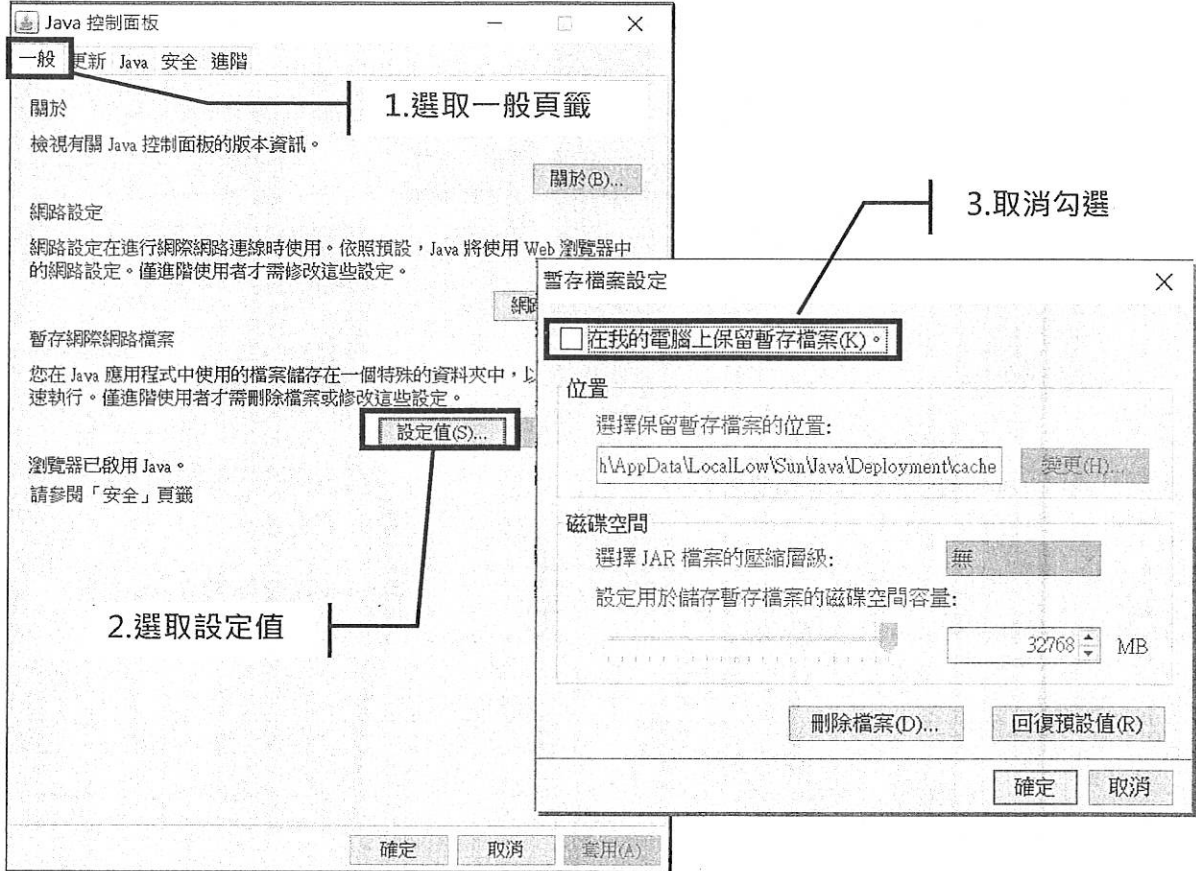 Java 控制面板
一般 更新 Java 安全 進階
1.選取一般頁籤
關於
檢視有關 Java 控制面板的版本資訊。
關於(B)...
網路設定
網路設定在進行網際網路連線時使用。依照預設，Java 將使用 Web 瀏覽器中
的網路設定。僅進階使用者才需修改這些設定。
網路
暫存網際網路檔案
您在 Java 應用程式中使用的檔案儲存在一個特殊的資料夾中，以
速執行。僅進階使用者才需刪除檔案或修改這些設定。
設定值(S)...
瀏覽器已啟用 Java。
請參閱「安全」頁籤
2.選取設定值
確定 取消 套用(A)
3.取消勾選
暫存檔案設定
在我的電腦上保留暫存檔案(K)。
位置
選擇保留暫存檔案的位置:
h\AppData\LocalLow\Sun\Java\Deployment\cache 變更(H)...
磁碟空間
選擇 JAR 檔案的壓縮層級: 無
設定用於儲存暫存檔案的磁碟空間容量:
32768 MB
刪除檔案(D)... 回復預設值(R)
確定 取消